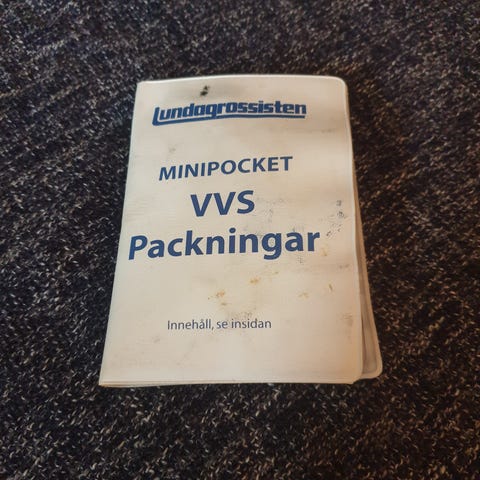 Lundagrossisten
MINIPOCKET
VVS
Packningar
Innehåll, se insidan